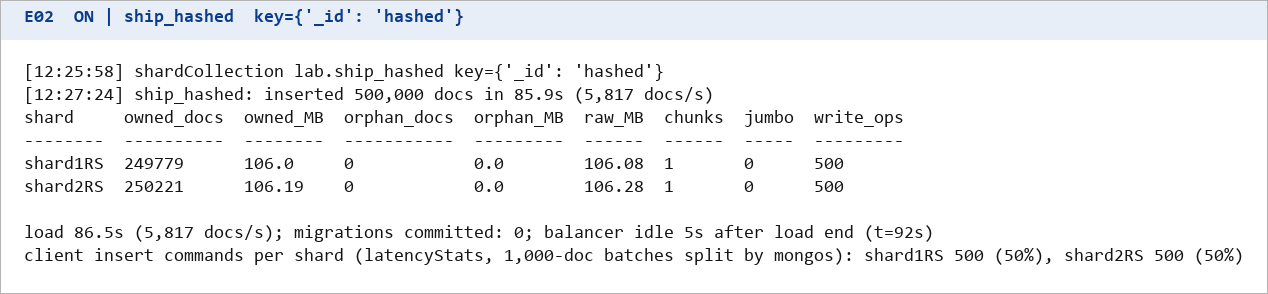 E02 ON | ship_hashed key={'_id': 'hashed'}
[12:25:58] shardCollection lab.ship_hashed key={'_id': 'hashed'}
[12:27:24] ship_hashed: inserted 500,000 docs in 85.9s (5,817 docs/s)
shard owned_docs owned_MB orphan_docs orphan_MB raw_MB chunks jumbo write_ops
-------- ---------- -------- ----------- --------- ------ ------ ----- ---------
shard1RS 249779 106.0 0 0.0 106.08 1 0 500
shard2RS 250221 106.19 0 0.0 106.28 1 0 500
load 86.5s (5,817 docs/s); migrations committed: 0; balancer idle 5s after load end (t=92s)
client insert commands per shard (latencyStats, 1,000-doc batches split by mongos): shard1RS 500 (50%), shard2RS 500 (50%)